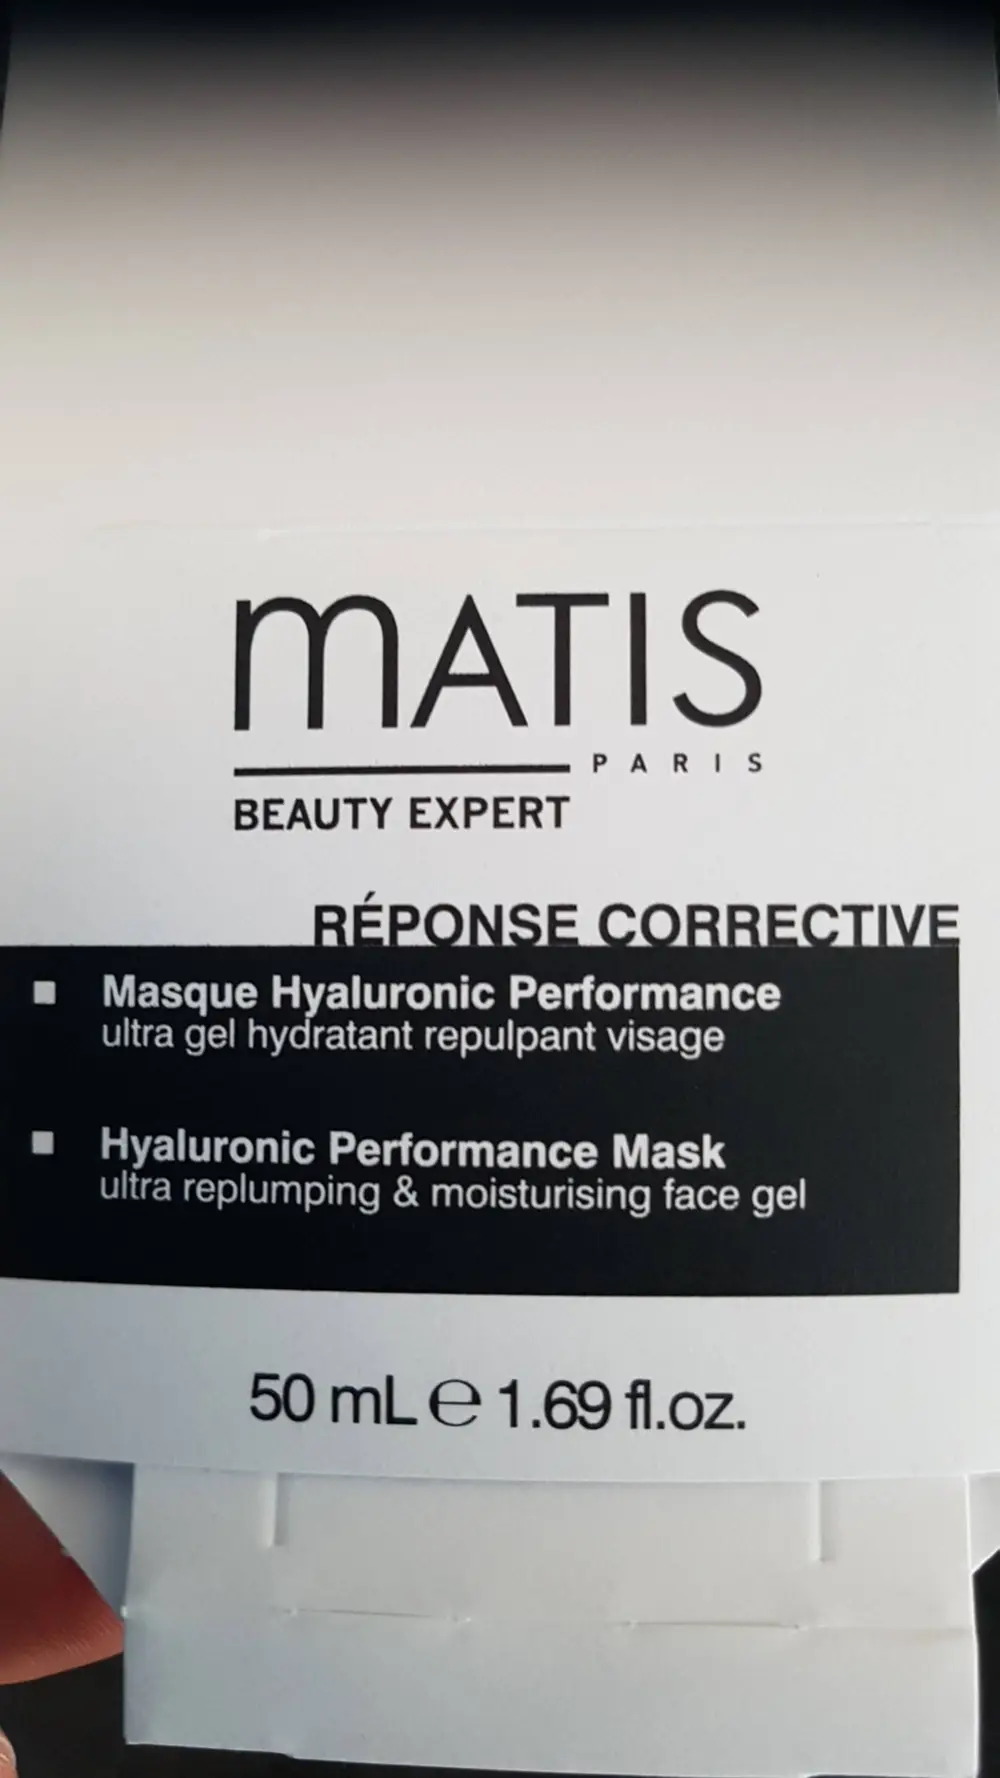 MATIS
PARIS
BEAUTY EXPERT
RÉPONSE CORRECTIVE
Masque Hyaluronic Performance
ultra gel hydratant repulpant visage
Hyaluronic Performance Mask
ultra replumping & moisturising face gel
50 mL ℮ 1.69 fl.oz.